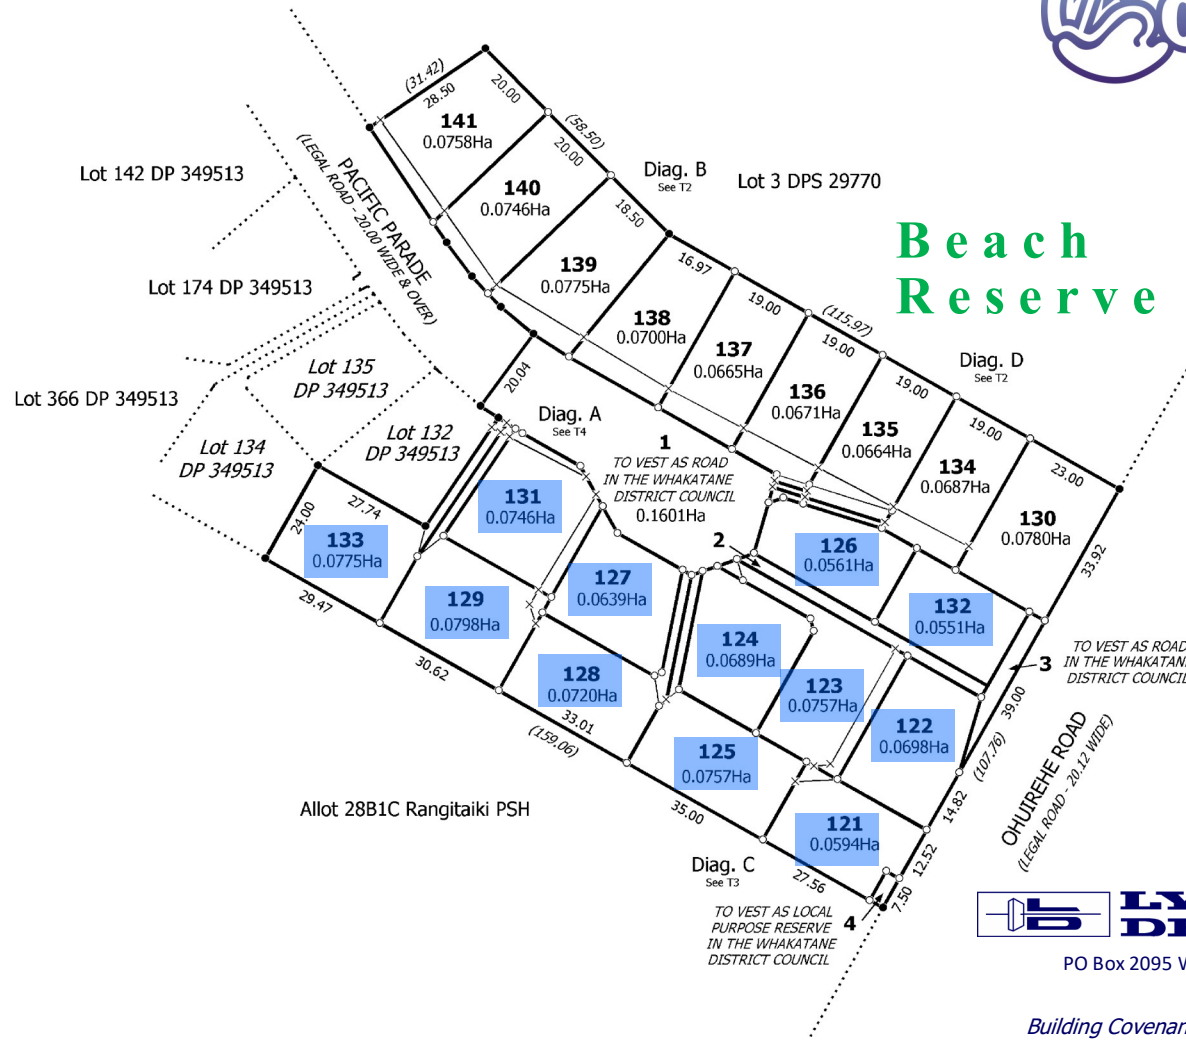 (31.42)
28.50
20.00
141
0.0758Ha
(58.50)
20.00
140
0.0746Ha
Diag. B
See T2
Lot 3 DPS 29770
Lot 142 DP 349513
PACIFIC PARADE
(LEGAL ROAD - 20.00 WIDE & OVER)
18.50
Beach
Reserve
139
0.0775Ha
16.97
Lot 174 DP 349513
138
0.0700Ha
19.00
(115.97)
137
0.0665Ha
19.00
Diag. D
See T2
Lot 135
DP 349513
136
0.0671Ha
19.00
Lot 366 DP 349513
20.04
135
0.0664Ha
19.00
Diag. A
See T4
Lot 132
DP 349513
Lot 134
DP 349513
1
TO VEST AS ROAD
IN THE WHAKATANE
DISTRICT COUNCIL
0.1601Ha
134
0.0687Ha
23.00
131
0.0746Ha
27.74
24.00
130
0.0780Ha
133
0.0775Ha
2
126
0.0561Ha
33.92
127
0.0639Ha
129
0.0798Ha
132
0.0551Ha
29.47
124
0.0689Ha
3
TO VEST AS ROAD
IN THE WHAKATANE
DISTRICT COUNCIL
30.62
128
0.0720Ha
123
0.0757Ha
39.00
33.01
(159.06)
122
0.0698Ha
(107.76)
OHUIREHE ROAD
(LEGAL ROAD - 20.12 WIDE)
125
0.0757Ha
Allot 28B1C Rangitaiki PSH
35.00
14.82
121
0.0594Ha
12.52
Diag. C
See T3
27.56
7.50
TO VEST AS LOCAL
PURPOSE RESERVE
IN THE WHAKATANE
DISTRICT COUNCIL
4
LY
DI
PO Box 2095 W
Building Covenan